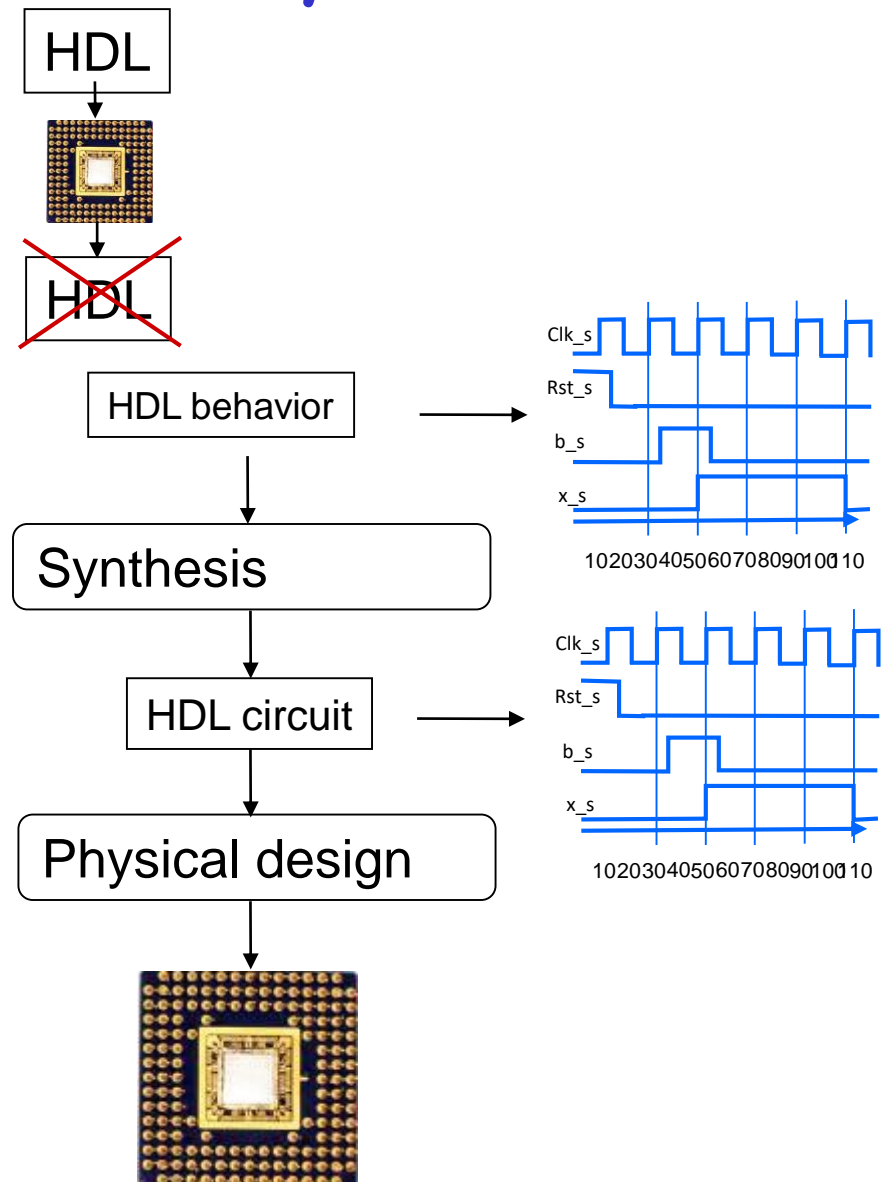 HDL
HDL
HDL behavior
Clk_s
Rst_s
b_s
x_s
102030405060708090100110
Synthesis
HDL circuit
Clk_s
Rst_s
b_s
x_s
102030405060708090100110
Physical design